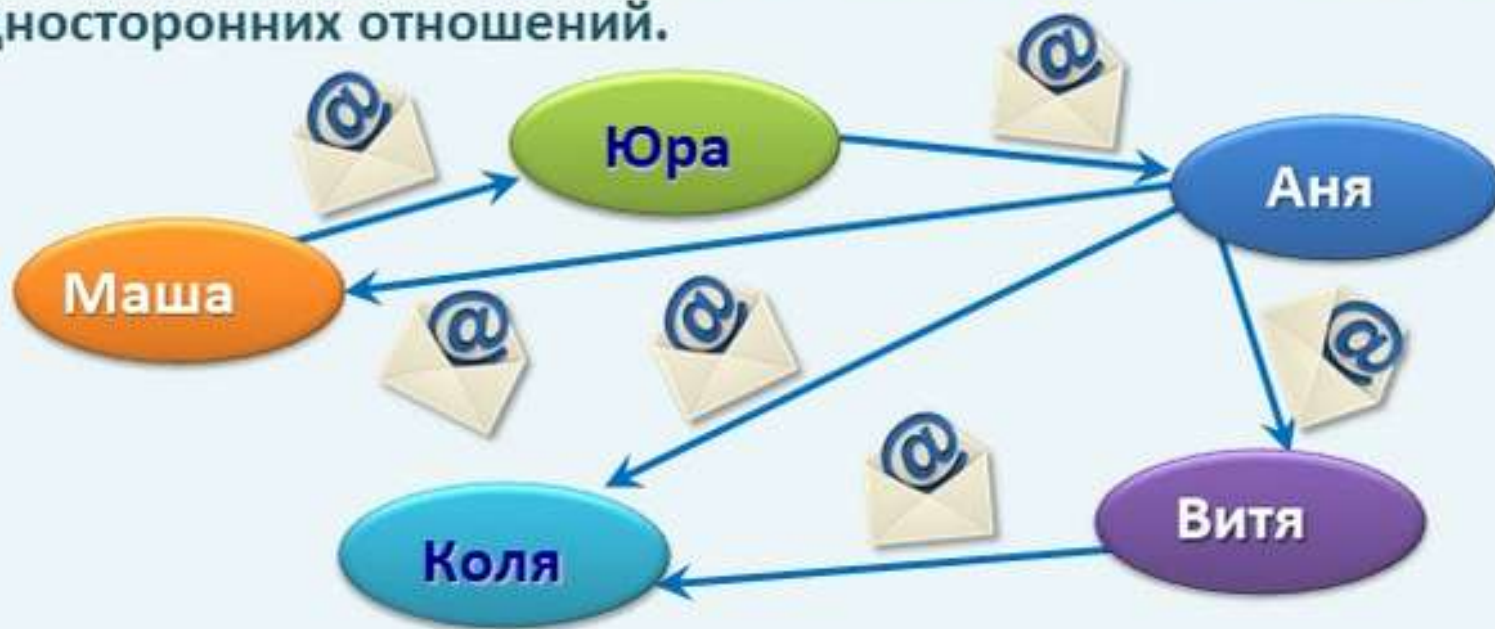 дносторонних отношений.
@
@
Юра
Аня
Маша
@
@
@
@
Витя
Коля